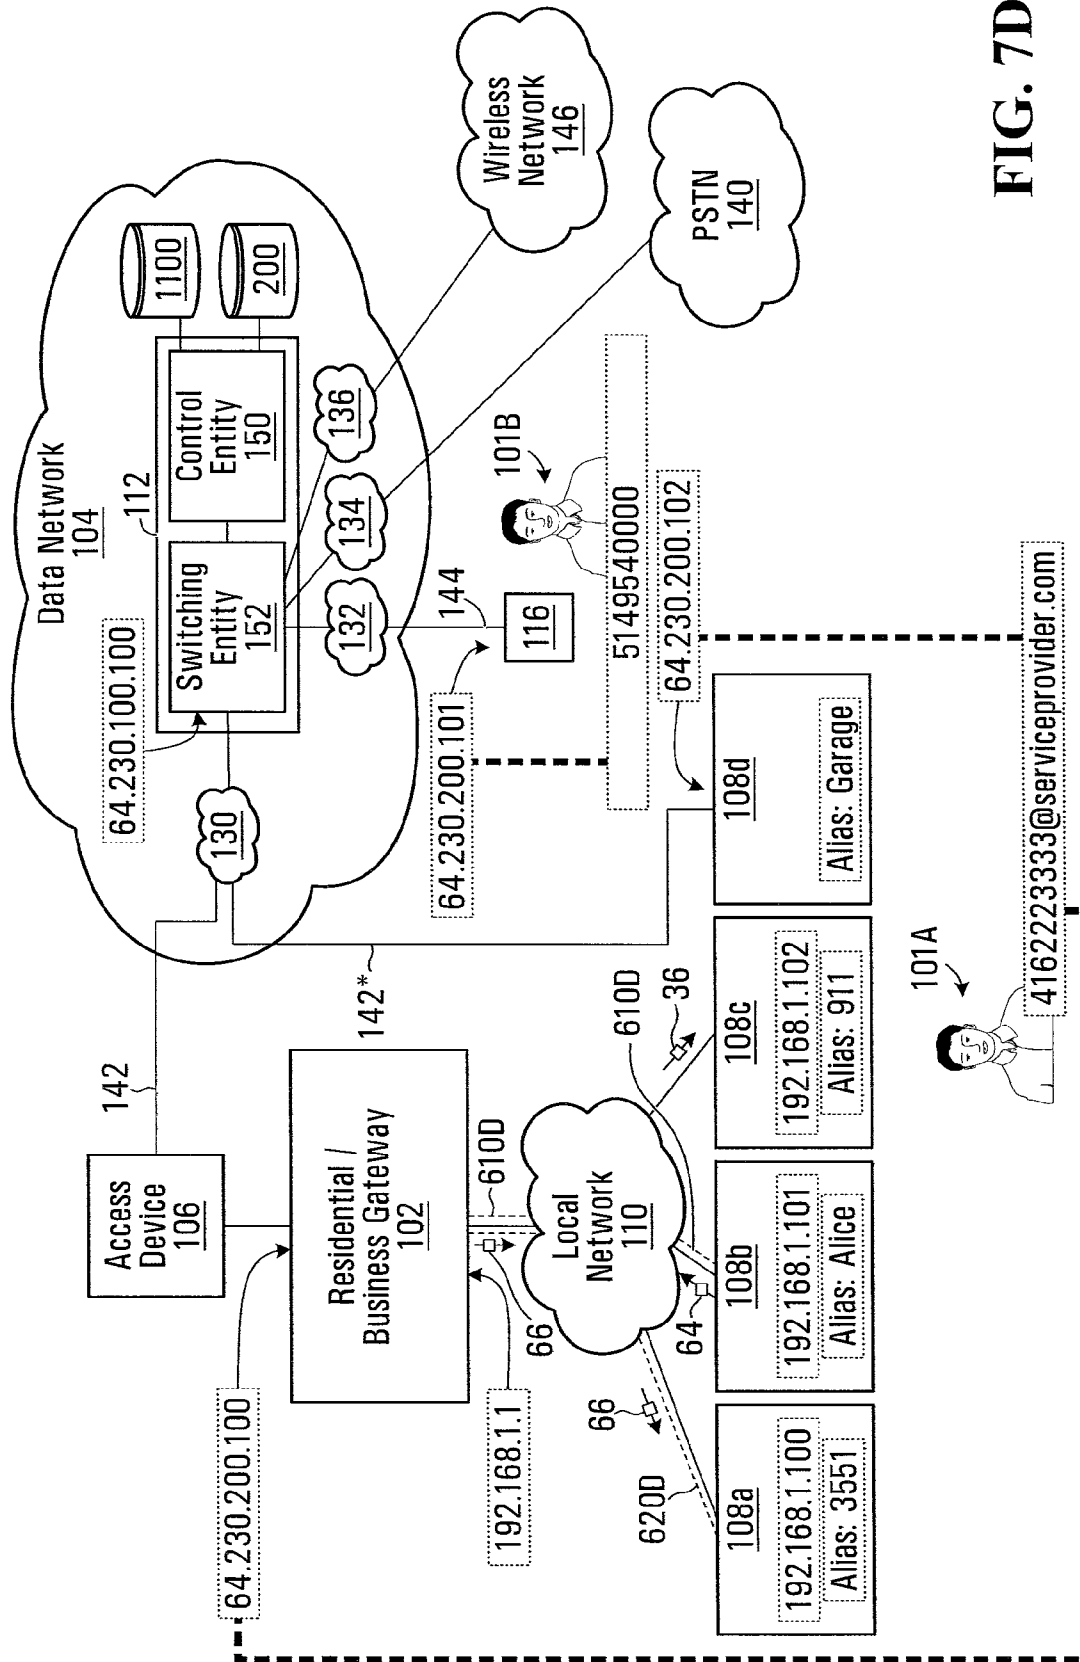 Data Network
104
112
64.230.100.100
Switching
Entity
152
Control
Entity
150
1100
200
130
132
134
136
Wireless
Network
146
PSTN
140
142
142*
144
116
64.230.200.101
101B
5149540000
64.230.200.102
Access
Device
106
64.230.200.100
Residential /
Business Gateway
102
192.168.1.1
610D
66
Local
Network
110
66
620D
64
610D
36
108a
192.168.1.100
Alias: 3551
108b
192.168.1.101
Alias: Alice
108c
192.168.1.102
Alias: 911
108d
Alias: Garage
101A
4162223333@serviceprovider.com
FIG. 7D